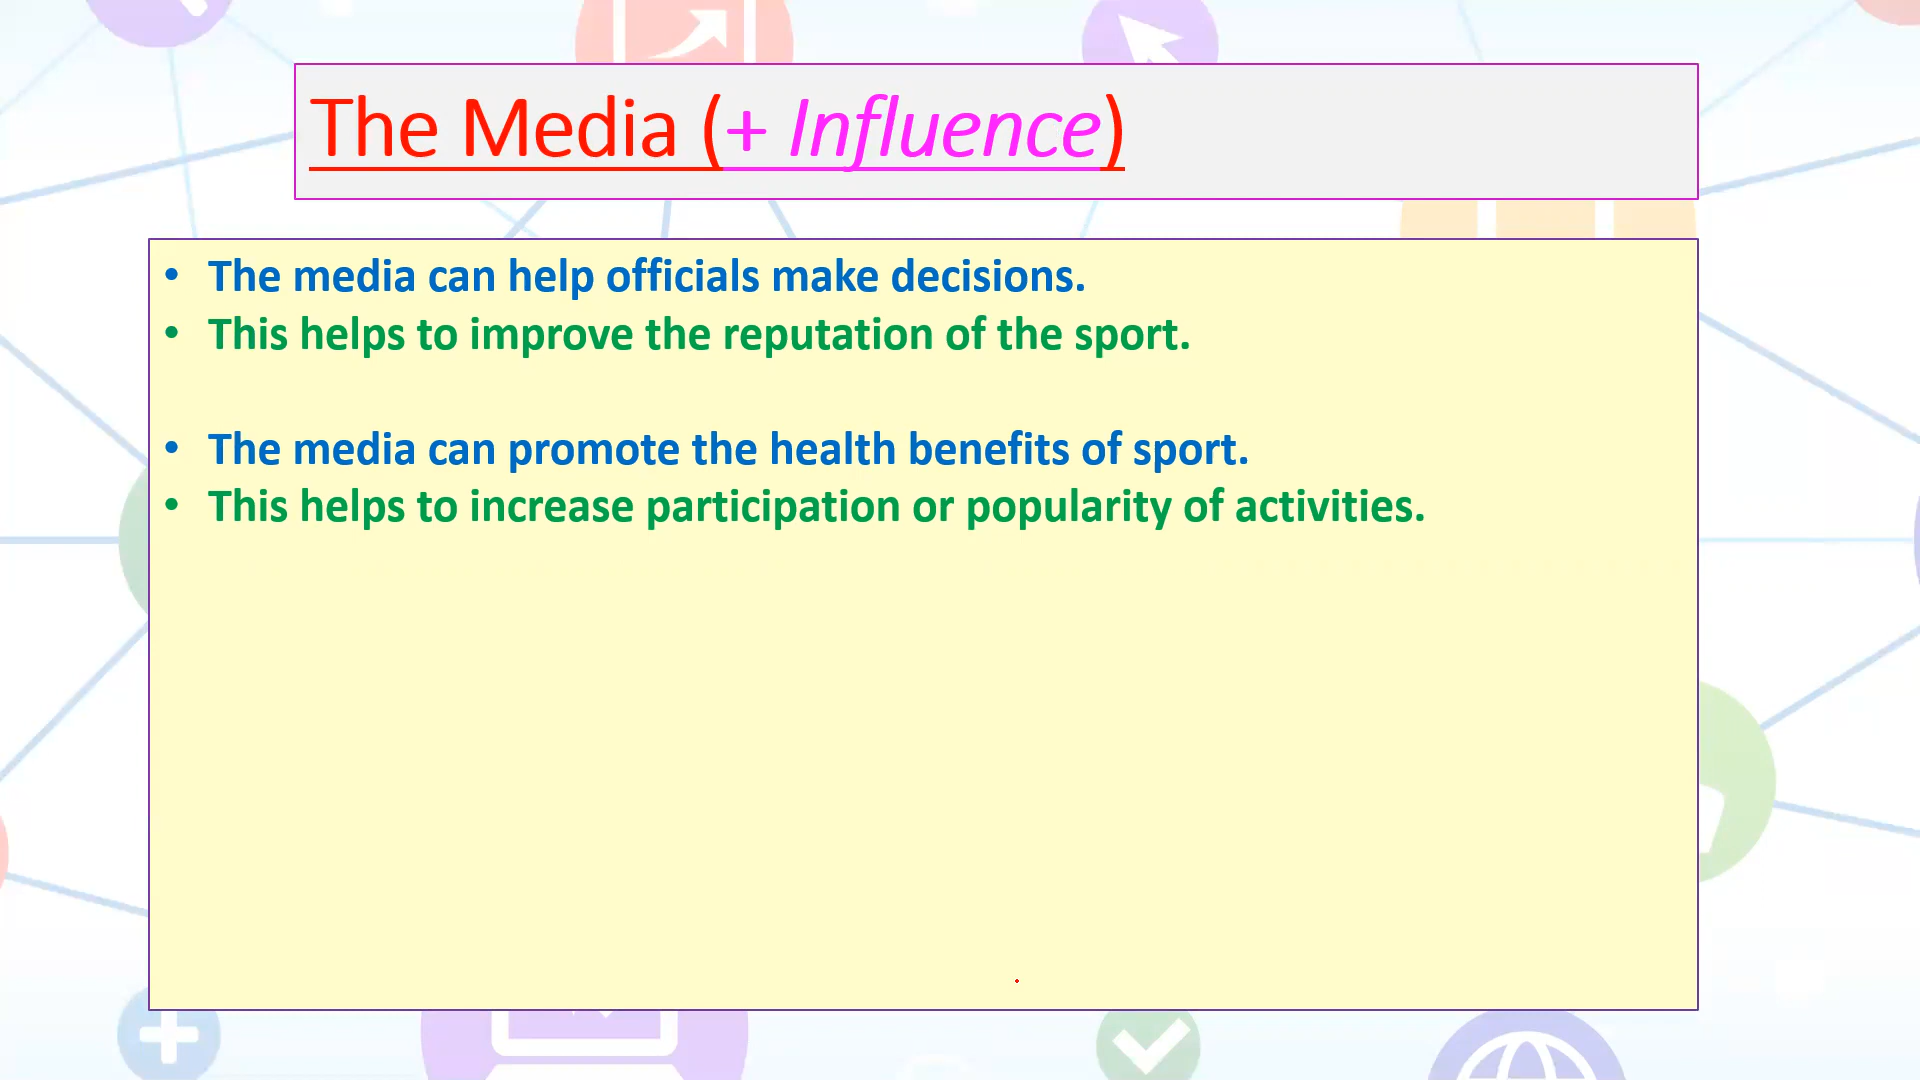 The Media (+ Influence)
• The media can help officials make decisions.
• This helps to improve the reputation of the sport.
• The media can promote the health benefits of sport.
• This helps to increase participation or popularity of activities.